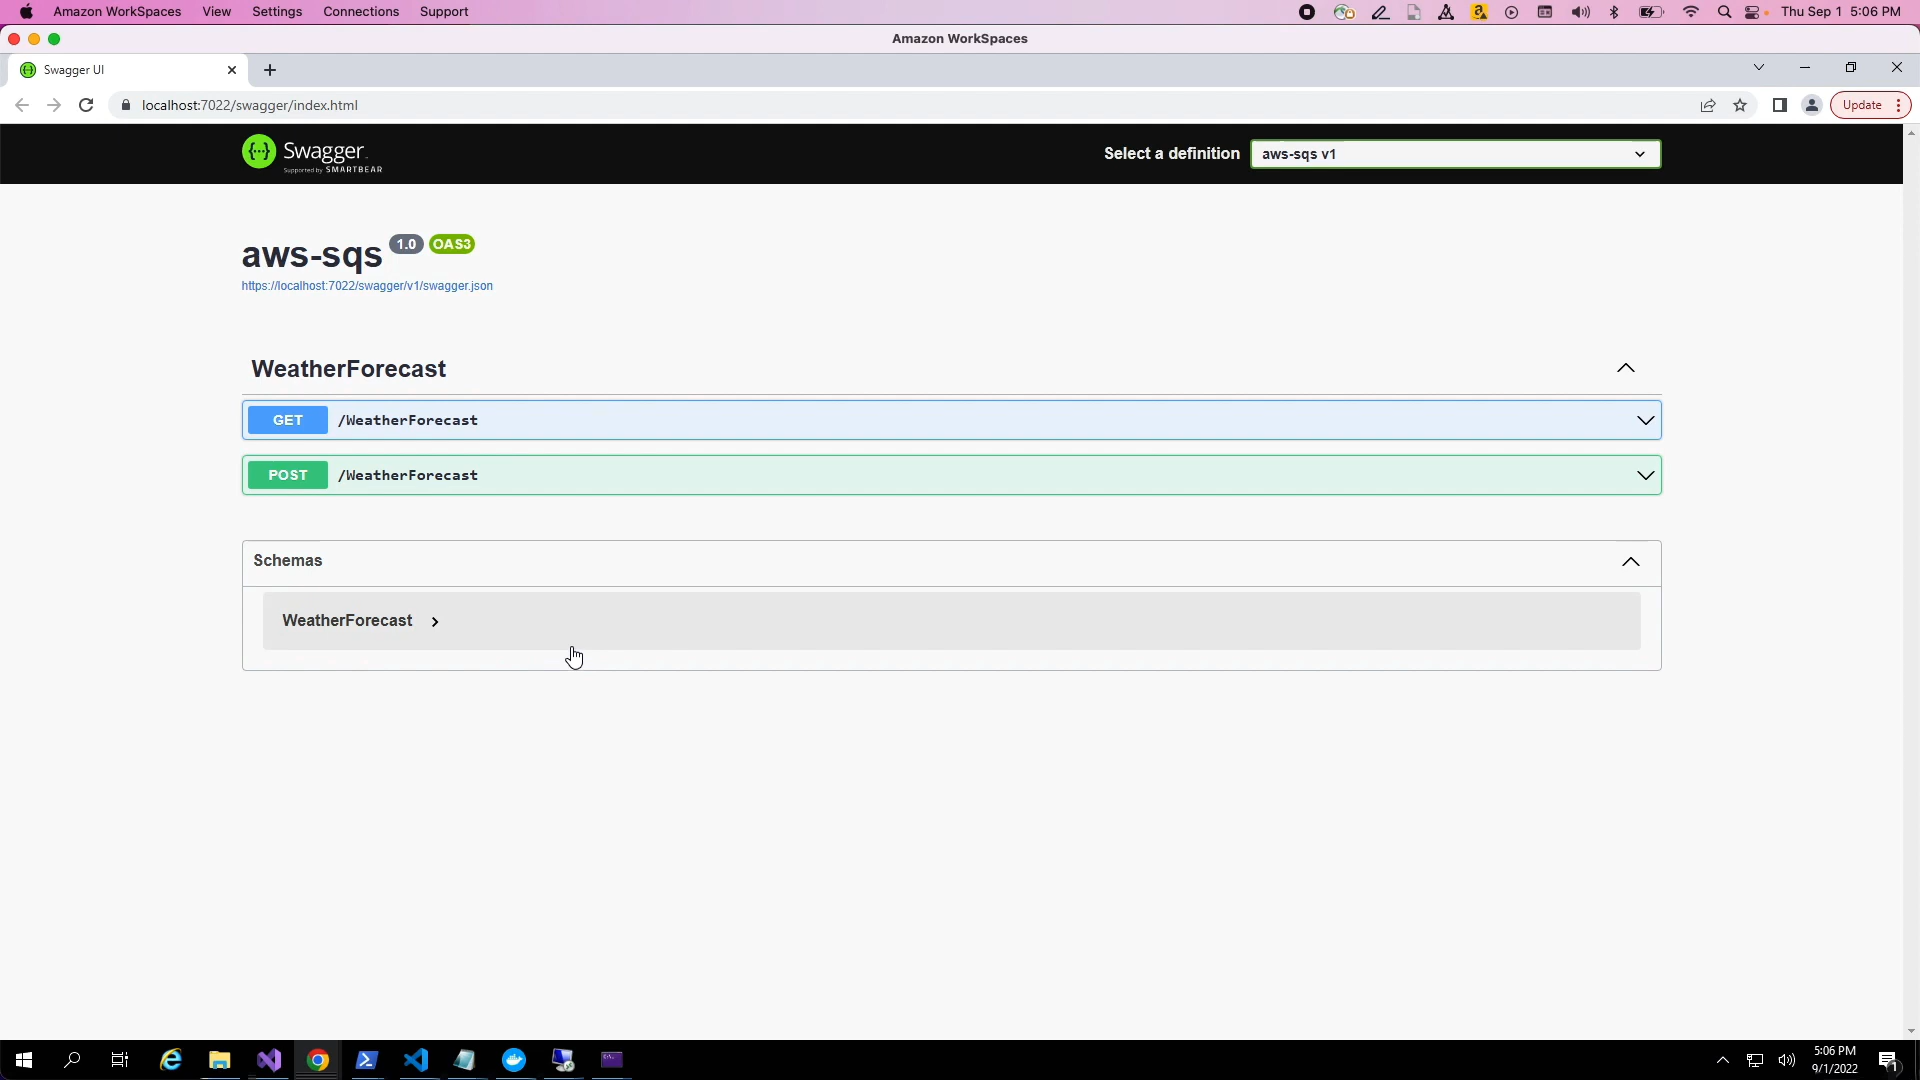 Amazon WorkSpaces View Settings Connections Support Thu Sep 1 5:06 PM
Amazon WorkSpaces
Swagger UI
localhost:7022/swagger/index.html Update
Swagger Select a definition aws-sqs v1
Supported by SMARTBEAR
aws-sqs 1.0 OAS3
https://localhost:7022/swagger/v1/swagger.json
WeatherForecast
GET /WeatherForecast
POST /WeatherForecast
Schemas
WeatherForecast
5:06 PM
9/1/2022
1